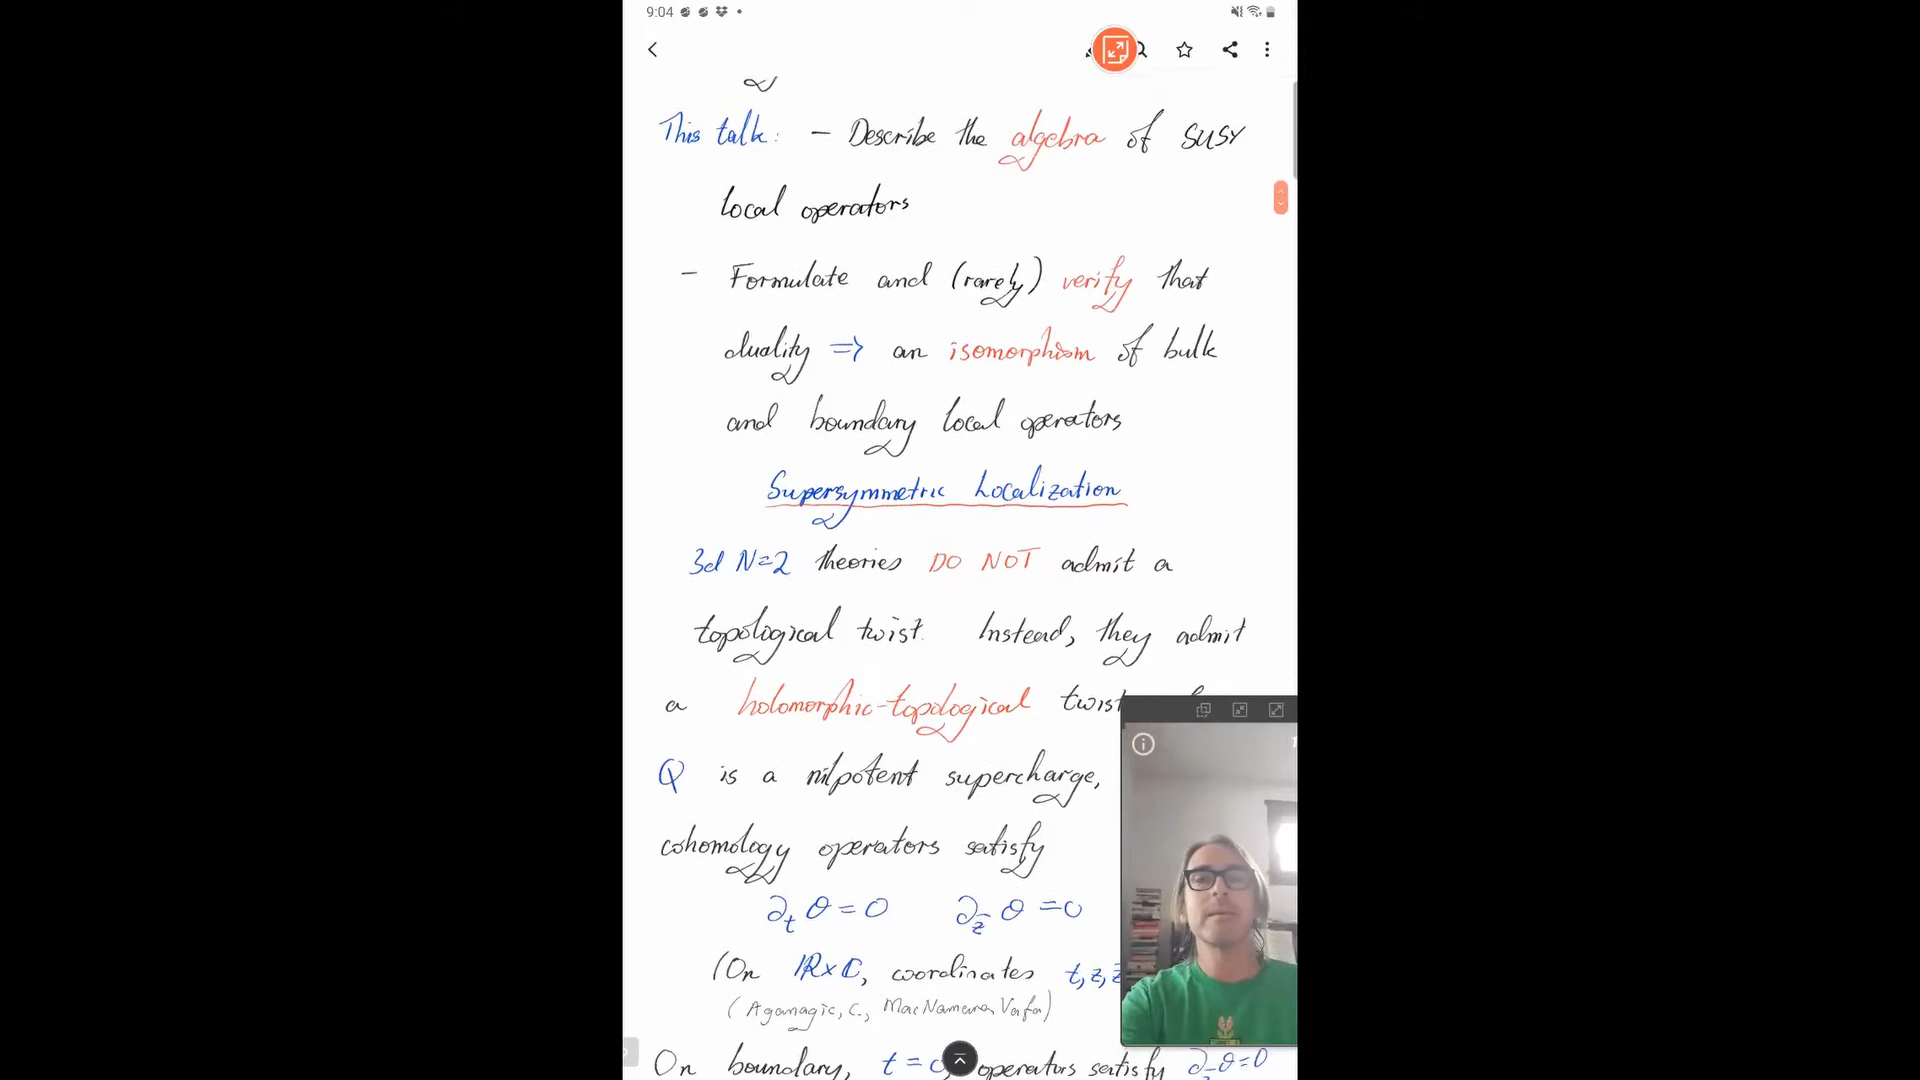 9:04
This talk: – Describe the algebra of SUSY
local operators
– Formulate and (rarely) verify that
duality => an isomorphism of bulk
and boundary local operators
Supersymmetric Localization
3d N=2 theories DO NOT admit a
topological twist. Instead, they admit
a holomorphic-topological twist
Q is a nilpotent supercharge,
cohomology operators satisfy
∂_t O = 0 ∂_z̄ O = 0
(On R×C, coordinates t, z,
(Aganagic, C., MacNamara, Vafa)
On boundary, t = operators satisfy ∂_z̄ O = 0